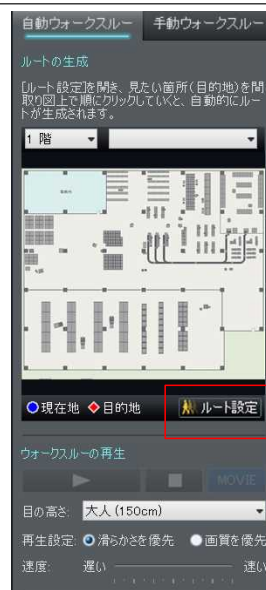 自動ウォークスルー 手動ウォークスルー
ルートの生成
[ルート設定]を開き、見たい箇所(目的地)を間
取り図上で順にクリックしていくと、自動的にルー
トが生成されます。
1 階
現在地 目的地 ルート設定
ウォークスルーの再生
MOVIE
目の高さ: 大人(150cm)
再生設定: 滑らかさを優先 画質を優先
速度: 遅い 速い